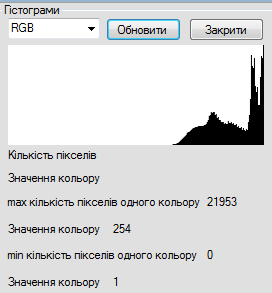 Гістограми
RGB Обновити Закрити
Кількість пікселів
Значення кольору
max кількість пікселів одного кольору 21953
Значення кольору 254
min кількість пікселів одного кольору 0
Значення кольору 1